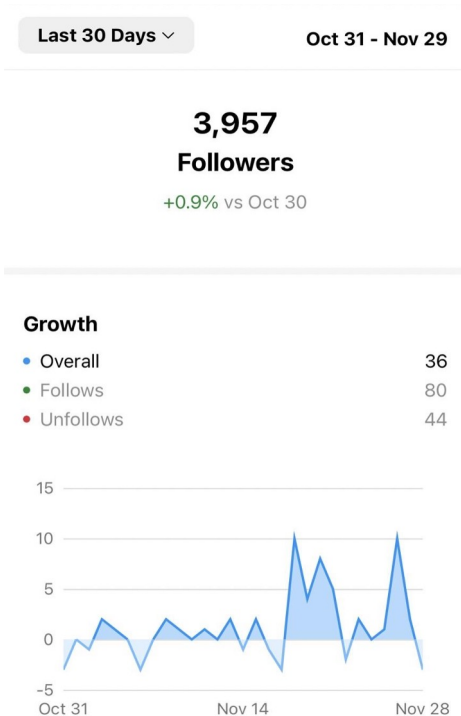 Last 30 Days
Oct 31 - Nov 29
3,957
Followers
+0.9% vs Oct 30
Growth
Overall 36
Follows 80
Unfollows 44
15
10
5
0
-5
Oct 31 Nov 14 Nov 28